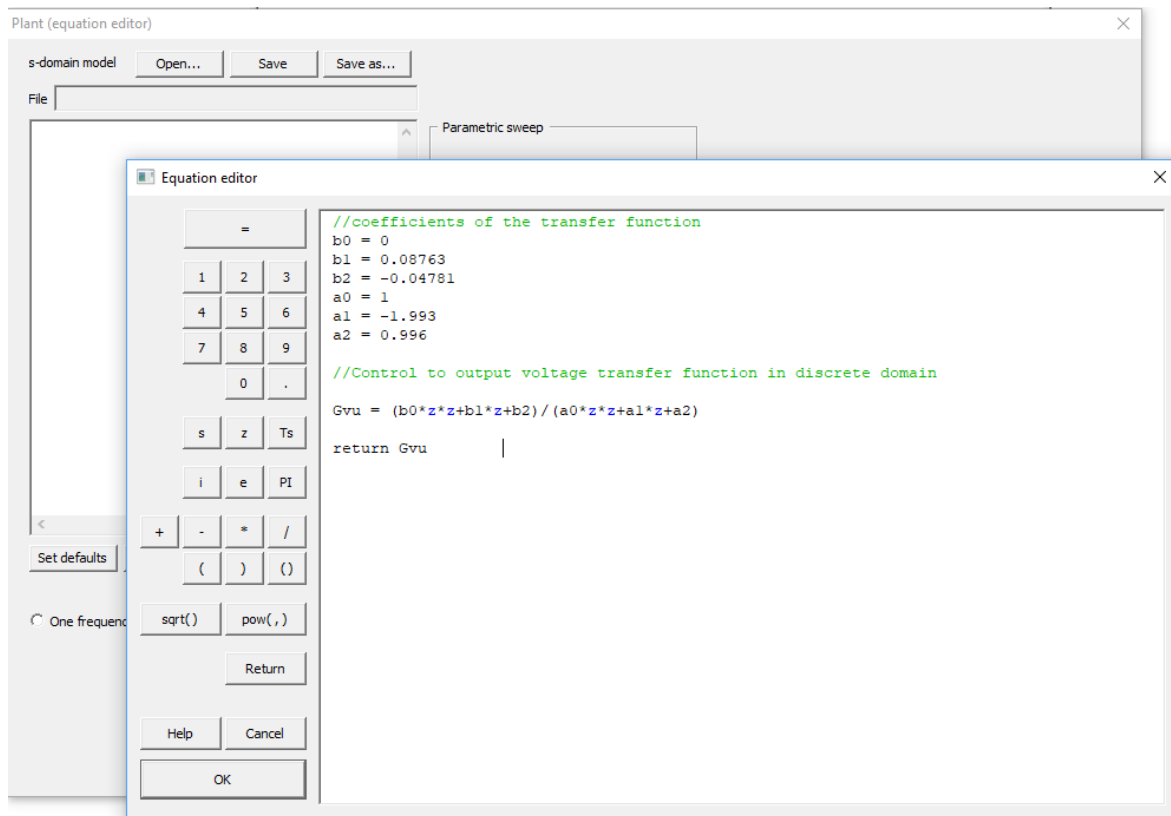 Plant (equation editor)
s-domain model Open... Save Save as...
File
Parametric sweep
Equation editor
=
1 2 3
4 5 6
7 8 9
0 .
s z Ts
i e PI
+ - * /
( ) ()
sqrt() pow(,)
Return
Help Cancel
OK
//coefficients of the transfer function
b0 = 0
b1 = 0.08763
b2 = -0.04781
a0 = 1
a1 = -1.993
a2 = 0.996
//Control to output voltage transfer function in discrete domain
Gvu = (b0*z*z+b1*z+b2)/(a0*z*z+a1*z+a2)
return Gvu
Set defaults
One frequenc